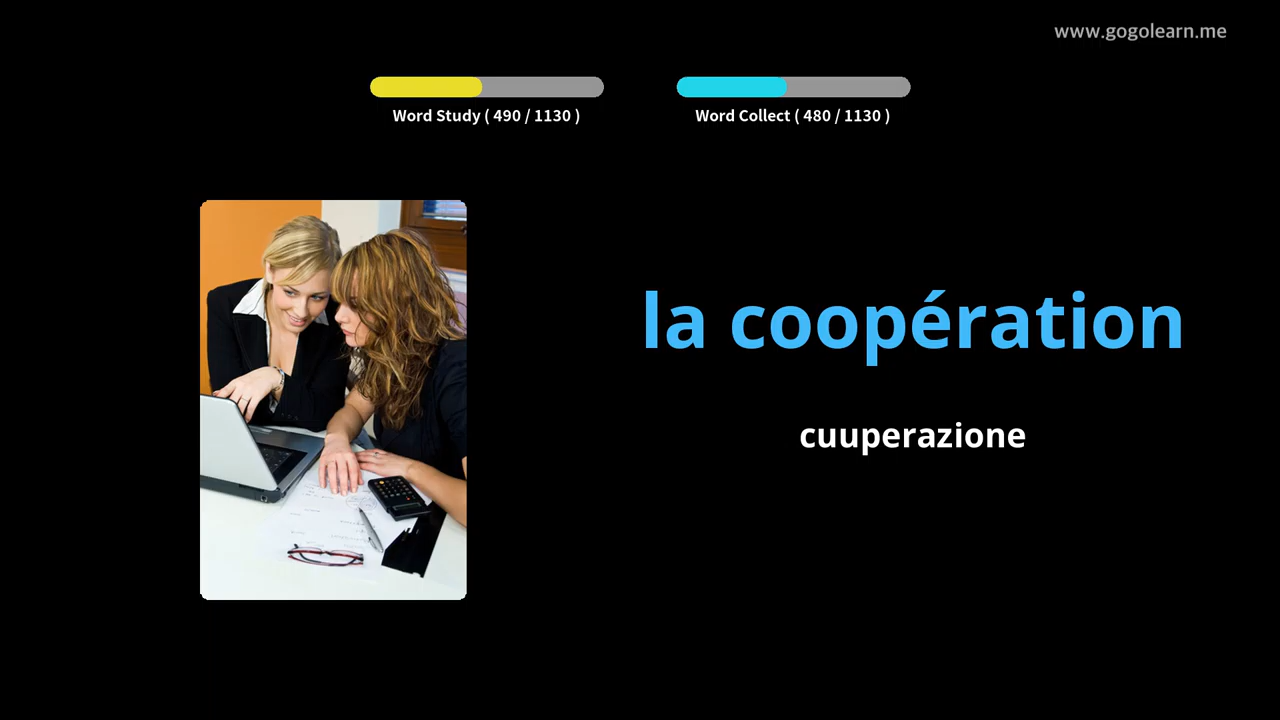 www.gogolearn.me
Word Study ( 490 / 1130 )
Word Collect ( 480 / 1130 )
la coopération
cuuperazione